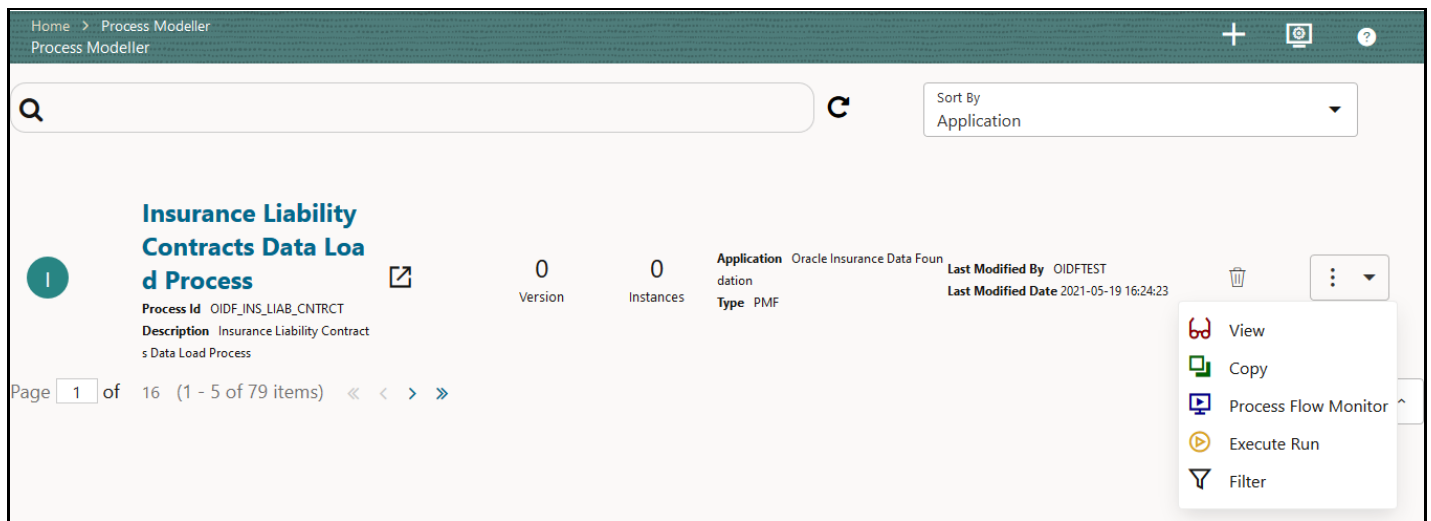 Home > Process Modeller
Process Modeller
Sort By
Application
Insurance Liability
Contracts Data Loa
d Process
Process Id OIDF_INS_LIAB_CNTRCT
Description Insurance Liability Contract
s Data Load Process
I
0
Version
0
Instances
Application Oracle Insurance Data Foun
dation
Type PMF
Last Modified By OIDFTEST
Last Modified Date 2021-05-19 16:24:23
View
Copy
Process Flow Monitor
Execute Run
Filter
Page 1 of 16 (1 - 5 of 79 items)